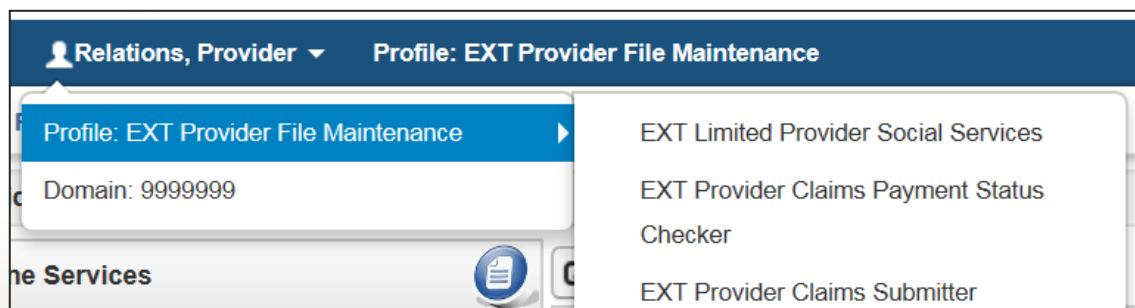 Relations, Provider Profile: EXT Provider File Maintenance
Profile: EXT Provider File Maintenance
Domain: 9999999
EXT Limited Provider Social Services
EXT Provider Claims Payment Status
Checker
EXT Provider Claims Submitter
ne Services